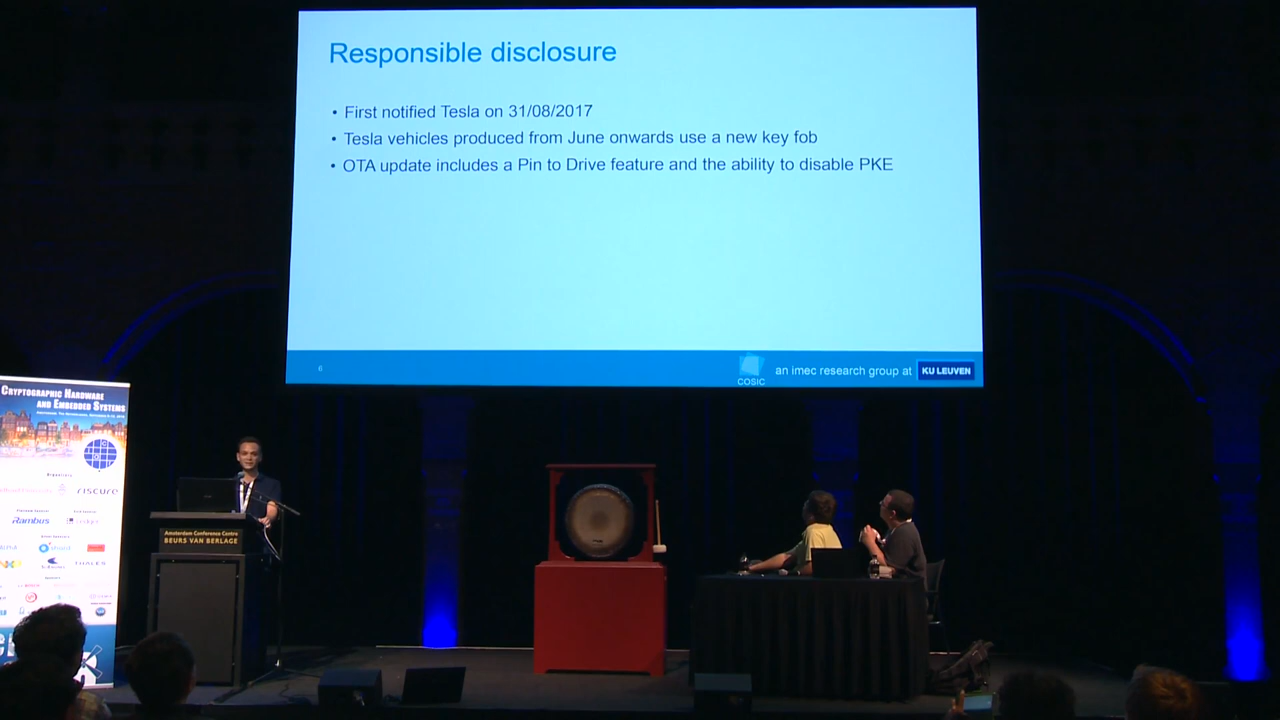 Responsible disclosure
• First notified Tesla on 31/08/2017
• Tesla vehicles produced from June onwards use a new key fob
• OTA update includes a Pin to Drive feature and the ability to disable PKE
6
COSIC
an imec research group at KU LEUVEN
CRYPTOGRAPHIC HARDWARE
AND EMBEDDED SYSTEMS
riscure
Rambus
THALES
Amsterdam Conference Centre
BEURS VAN BERLAGE